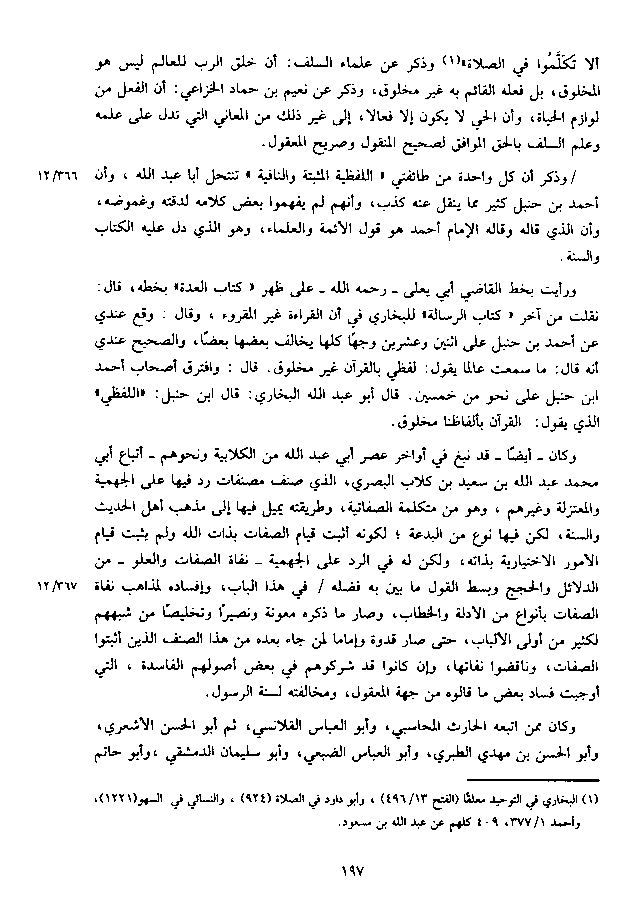 ألا تَكَلَّمُوا في الصلاة»(١) وذكر عن علماء السلف: أن خلق الرب للعالم ليس هو
المخلوق، بل فعله القائم به غير مخلوق، وذكر عن نعيم بن حماد الخزاعي: أن الفعل من
لوازم الحياة، وأن الحي لا يكون إلا فعالا، إلى غير ذلك من المعاني التي تدل على علمه
وعلم السلف بالحق الموافق لصحيح المنقول وصريح المعقول.
/ وذكر أن كل واحدة من طائفتي « اللفظية المثبتة والنافية » تنتحل أبا عبد الله ، وأن ١٢/٣٦٦
أحمد بن حنبل كثير مما ينقل عنه كذب، وأنهم لم يفهموا بعض كلامه لدقته وغموضه،
وأن الذي قاله وقاله الإمام أحمد هو قول الأئمة والعلماء، وهو الذي دل عليه الكتاب
والسنة.
ورأيت بخط القاضي أبي يعلى ـ رحمه الله ـ على ظهر « كتاب العدة» بخطه، قال:
نقلت من آخر « كتاب الرسالة» للبخاري في أن القراءة غير المقروء ، وقال : وقع عندي
عن أحمد بن حنبل على اثنين وعشرين وجهًا كلها يخالف بعضها بعضًا، والصحيح عندي
أنه قال: ما سمعت عالما يقول: لفظي بالقرآن غير مخلوق. قال : وافترق أصحاب أحمد
ابن حنبل على نحو من خمسين. قال أبو عبد الله البخاري: قال ابن حنبل: «اللفظي»
الذي يقول: القرآن بألفاظنا مخلوق.
وكان ـ أيضًا ـ قد نبغ في أواخر عصر أبي عبد الله من الكلابية ونحوهم ـ أتباع أبي
محمد عبد الله بن سعيد بن كلاب البصري، الذي صنف مصنفات رد فيها على الجهمية
والمعتزلة وغيرهم ، وهو من متكلمة الصفاتية، وطريقته يميل فيها إلى مذهب أهل الحديث
والسنة، لكن فيها نوع من البدعة ؛ لكونه أثبت قيام الصفات بذات الله ولم يثبت قيام
الأمور الاختيارية بذاته، ولكن له في الرد على الجهمية ـ نفاة الصفات والعلو ـ من
الدلائل والحجج وبسط القول ما بين به فضله / في هذا الباب، وإفساده لمذاهب نفاة ١٢/٣٦٧
الصفات بأنواع من الأدلة والخطاب، وصار ما ذكره معونة ونصيرًا وتخليصًا من شبههم
لكثير من أولى الألباب، حتى صار قدوة وإماما لمن جاء بعده من هذا الصنف الذين أثبتوا
الصفات، وناقضوا نفاتها، وإن كانوا قد شركوهم في بعض أصولهم الفاسدة ، التي
أوجبت فساد بعض ما قالوه من جهة المعقول، ومخالفته لسنة الرسول.
وكان ممن اتبعه الحارث المحاسبي، وأبو العباس القلانسي، ثم أبو الحسن الأشعري،
وأبو الحسن بن مهدي الطبري، وأبو العباس الضبعي، وأبو سليمان الدمشقي ،وأبو حاتم
(١) البخاري في التوحيد معلقًا (الفتح ١٣/ ٤٩٦) ، وأبو داود في الصلاة (٩٢٤) ، والنسائي في السهو(١٢٢١)،
وأحمد ١/ ٣٧٧، ٤٠٩ كلهم عن عبد الله بن مسعود.
١٩٧